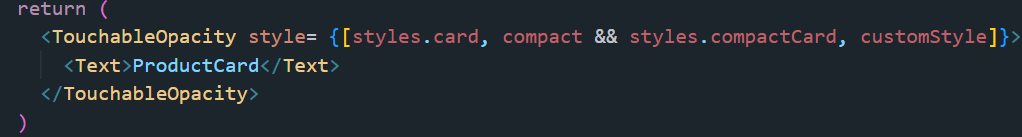 return (
<TouchableOpacity style= {[styles.card, compact && styles.compactCard, customStyle]}>
<Text>ProductCard</Text>
</TouchableOpacity>
)